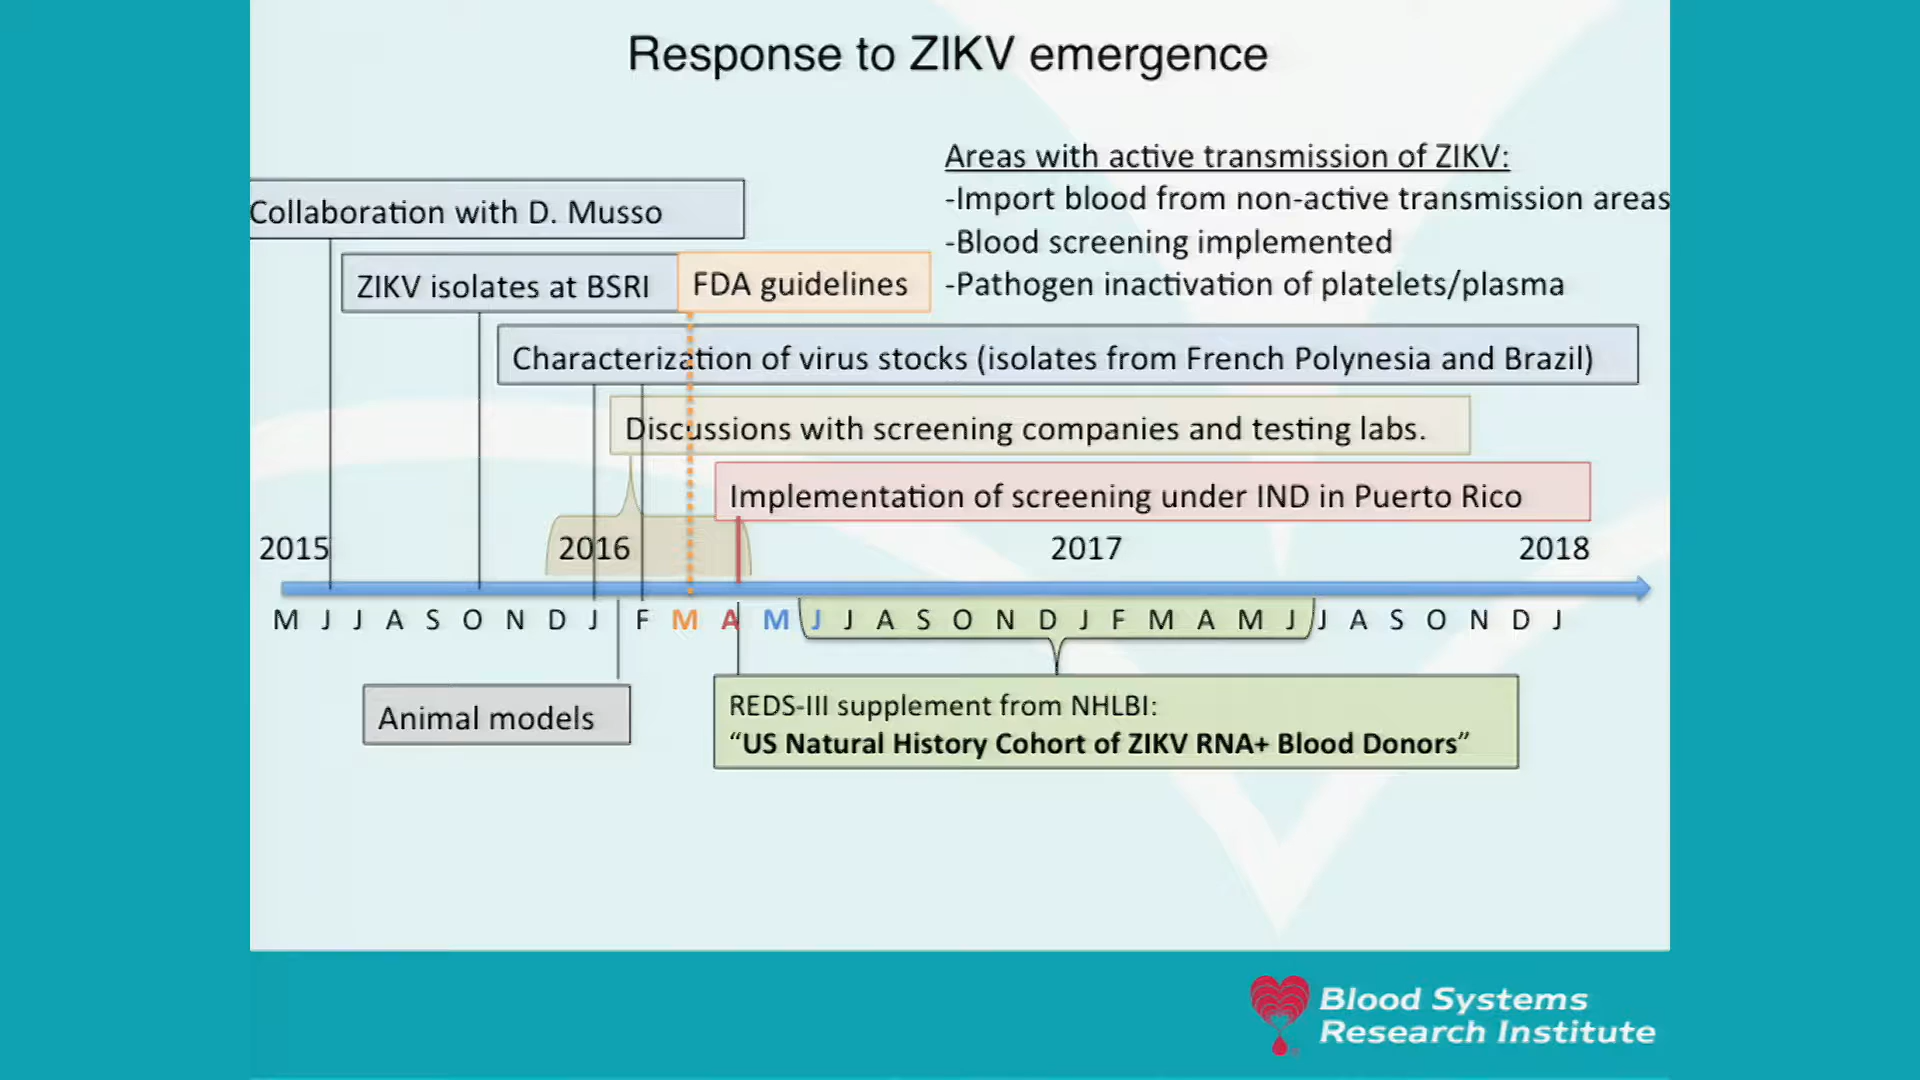 Response to ZIKV emergence
Areas with active transmission of ZIKV:
-Import blood from non-active transmission areas
-Blood screening implemented
-Pathogen inactivation of platelets/plasma
Collaboration with D. Musso
ZIKV isolates at BSRI
FDA guidelines
Characterization of virus stocks (isolates from French Polynesia and Brazil)
Discussions with screening companies and testing labs.
Implementation of screening under IND in Puerto Rico
2015 2016 2017 2018
M J J A S O N D J F M A M J J A S O N D J F M A M J J A S O N D J
Animal models
REDS-III supplement from NHLBI:
“US Natural History Cohort of ZIKV RNA+ Blood Donors”
Blood Systems
Research Institute